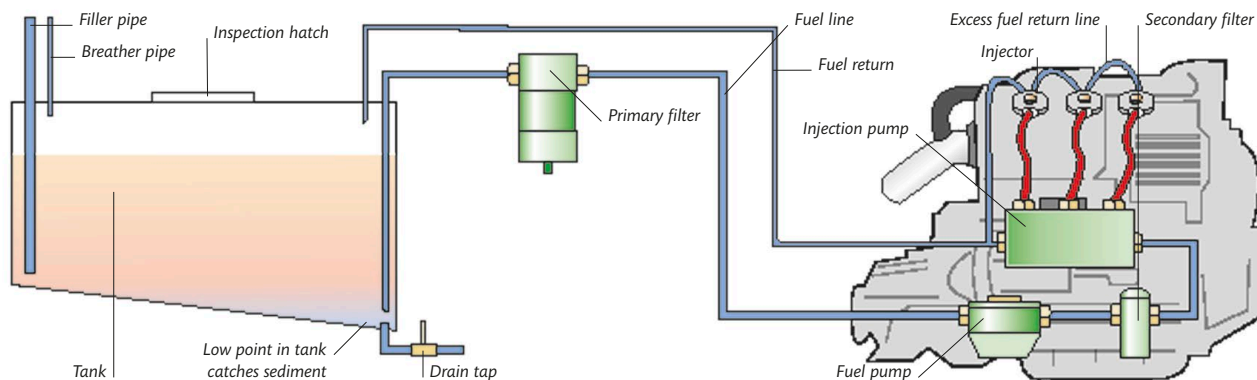 Filler pipe
Breather pipe
Inspection hatch
Fuel line
Excess fuel return line
Secondary filter
Injector
Fuel return
Primary filter
Injection pump
Tank
Low point in tank
catches sediment
Drain tap
Fuel pump